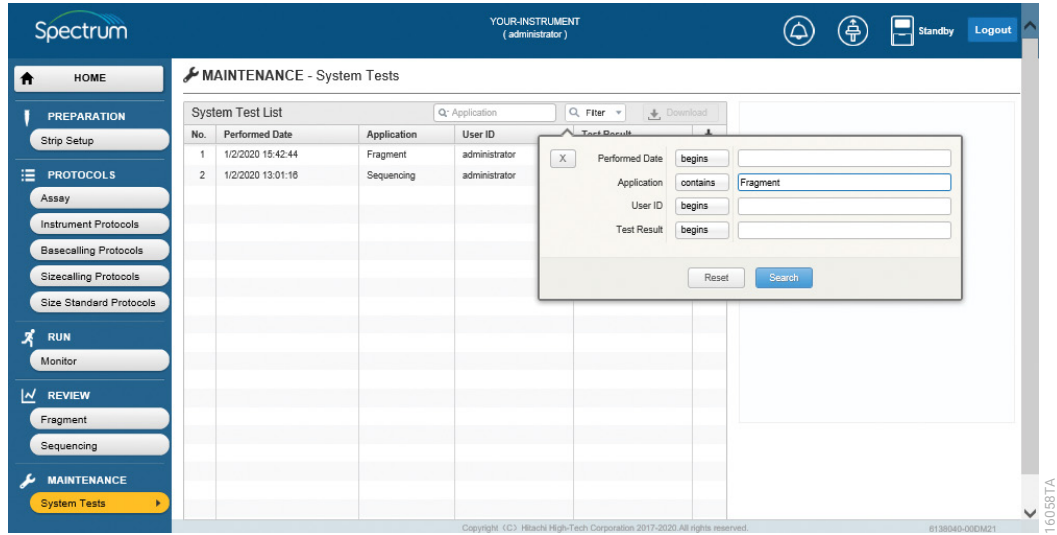 Spectrum
YOUR-INSTRUMENT
( administrator )
Standby
Logout
HOME
PREPARATION
Strip Setup
PROTOCOLS
Assay
Instrument Protocols
Basecalling Protocols
Sizecalling Protocols
Size Standard Protocols
RUN
Monitor
REVIEW
Fragment
Sequencing
MAINTENANCE
System Tests
MAINTENANCE - System Tests
System Test List Application Filter Download
No. Performed Date Application User ID Test Result
1 1/2/2020 15:42:44 Fragment administrator
2 1/2/2020 13:01:16 Sequencing administrator
X Performed Date begins
Application contains Fragment
User ID begins
Test Result begins
Reset Search
Copyright (C) Hitachi High-Tech Corporation 2017-2020.All rights reserved. 6136040-00DM21
16058TA